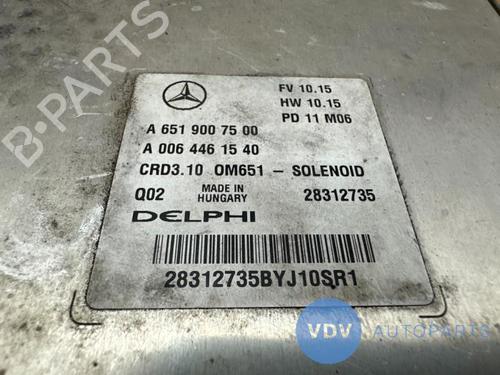 FV 10.15
HW 10.15
PD 11 M06
A 651 900 75 00
A 006 446 15 40
CRD3.10 OM651 - SOLENOID
Q02 MADE IN HUNGARY 28312735
DELPHI
28312735BYJ10SR1
B-PARTS
VDV AUTOPARTS